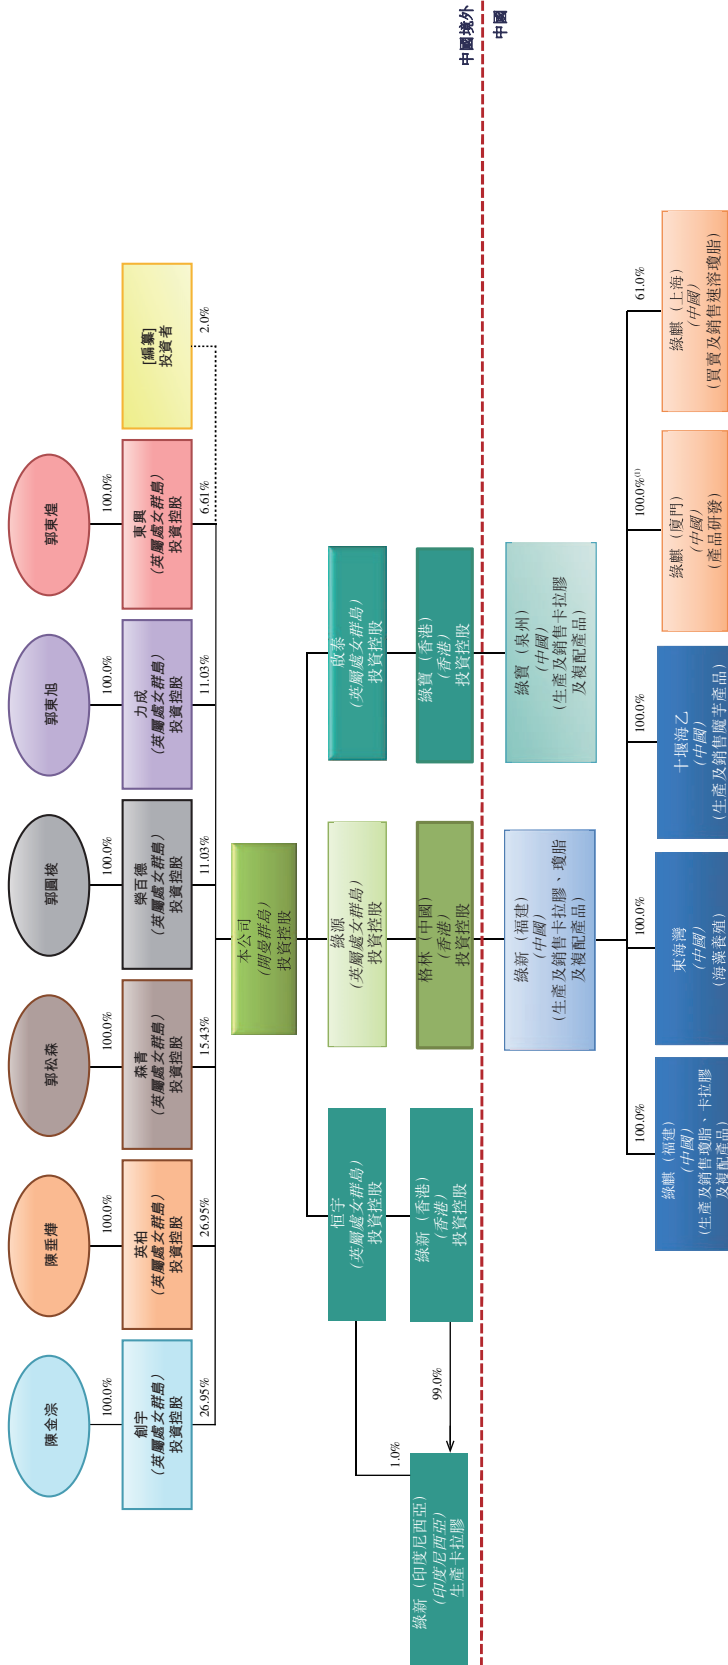 陳金淙
陳垂燁
郭松森
郭圓梭
郭東旭
郭東煌
100.0%
100.0%
100.0%
100.0%
100.0%
100.0%
創宇
(英屬處女群島)
投資控股
英柏
(英屬處女群島)
投資控股
森青
(英屬處女群島)
投資控股
榮百德
(英屬處女群島)
投資控股
力成
(英屬處女群島)
投資控股
東興
(英屬處女群島)
投資控股
[編纂]
投資者
26.95%
26.95%
15.43%
11.03%
11.03%
6.61%
2.0%
本公司
(開曼群島)
投資控股
恒宇
(英屬處女群島)
投資控股
綠源
(英屬處女群島)
投資控股
啟泰
(英屬處女群島)
投資控股
1.0%
99.0%
綠新（印度尼西亞）
(印度尼西亞)
生產卡拉膠
綠新（香港）
(香港)
投資控股
格林（中國）
(香港)
投資控股
綠寶（香港）
(香港)
投資控股
中國境外
中國
綠新（福建）
(中國)
(生產及銷售卡拉膠、瓊脂
及複配產品)
綠寶（泉州）
(中國)
(生產及銷售卡拉膠
及複配產品)
100.0%
100.0%
100.0%
100.0%⁽¹⁾
61.0%
綠麒（福建）
(中國)
(生產及銷售瓊脂、卡拉膠
及複配產品)
東海灣
(中國)
(海藻養殖)
十堰海乙
(中國)
(生產及銷售魔芋產品)
綠麒（廈門）
(中國)
(產品研發)
綠麒（上海）
(中國)
(買賣及銷售速溶瓊脂)